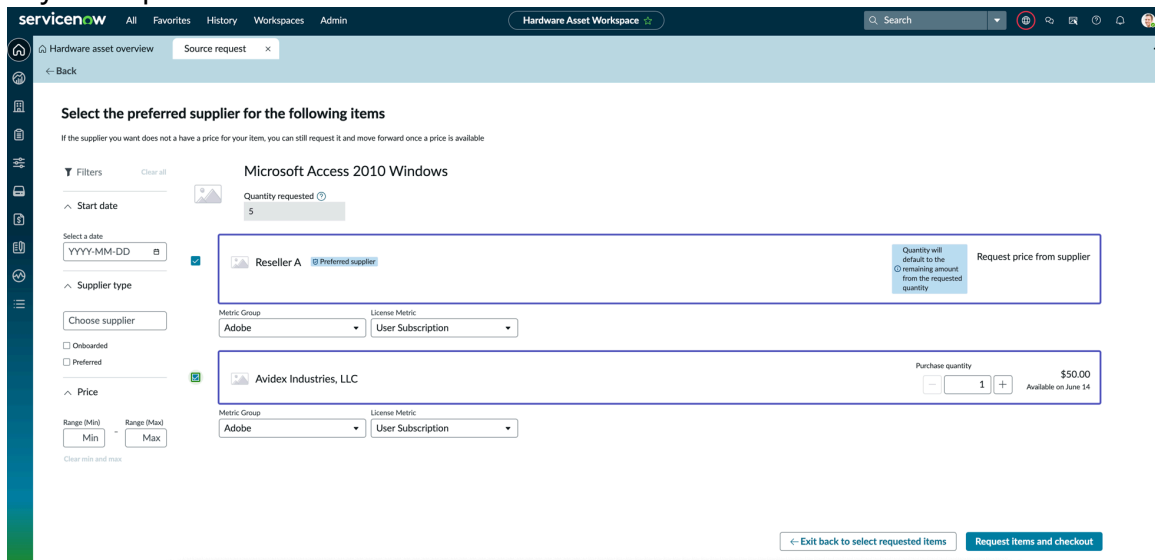 servicenow All Favorites History Workspaces Admin Hardware Asset Workspace Search
Hardware asset overview Source request ×
← Back
Select the preferred supplier for the following items
If the supplier you want does not a have a price for your item, you can still request it and move forward once a price is available
Filters Clear all
Start date
Select a date
YYYY-MM-DD
Supplier type
Choose supplier
Onboarded
Preferred
Price
Range (Min) Range (Max)
Min - Max
Clear min and max
Microsoft Access 2010 Windows
Quantity requested
5
Reseller A Preferred supplier
Quantity will
default to the
remaining amount
from the requested
quantity
Request price from supplier
Metric Group License Metric
Adobe User Subscription
Avidex Industries, LLC
Purchase quantity
− 1 +
$50.00
Available on June 14
Metric Group License Metric
Adobe User Subscription
← Exit back to select requested items Request items and checkout